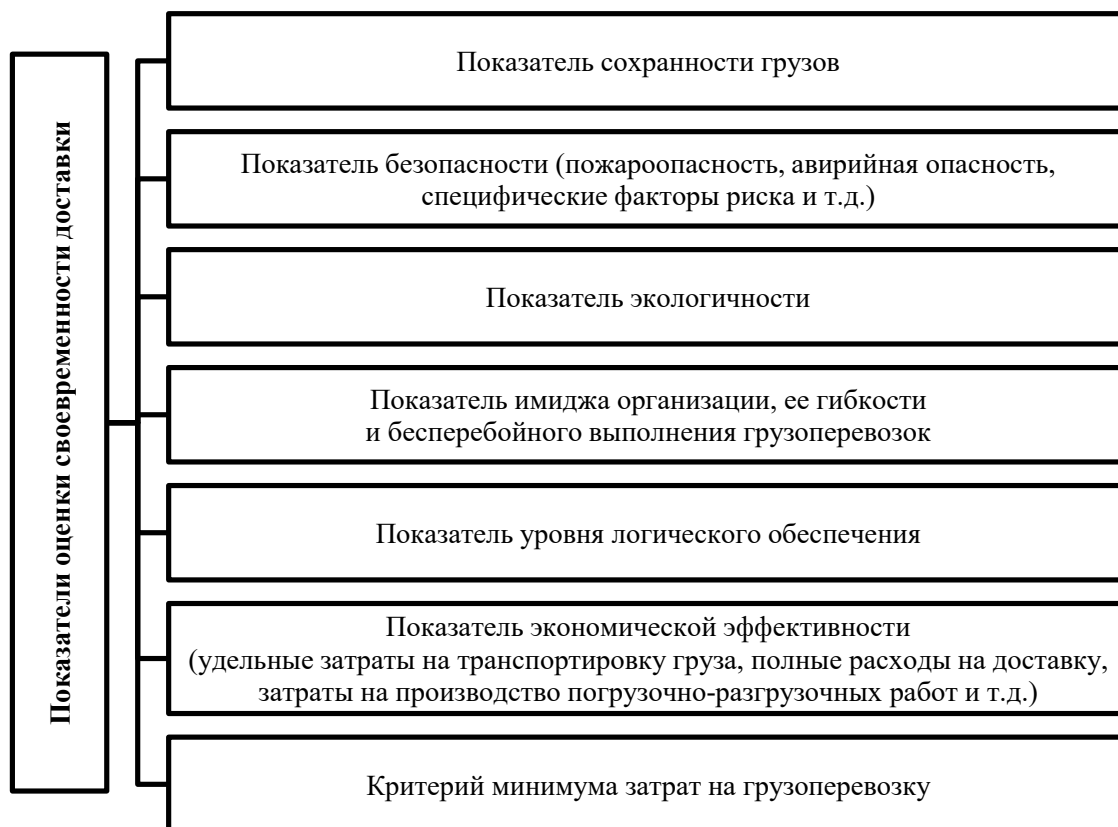 Показатели оценки своевременности доставки
Показатель сохранности грузов
Показатель безопасности (пожароопасность, авирийная опасность,
специфические факторы риска и т.д.)
Показатель экологичности
Показатель имиджа организации, ее гибкости
и бесперебойного выполнения грузоперевозок
Показатель уровня логического обеспечения
Показатель экономической эффективности
(удельные затраты на транспортировку груза, полные расходы на доставку,
затраты на производство погрузочно-разгрузочных работ и т.д.)
Критерий минимума затрат на грузоперевозку